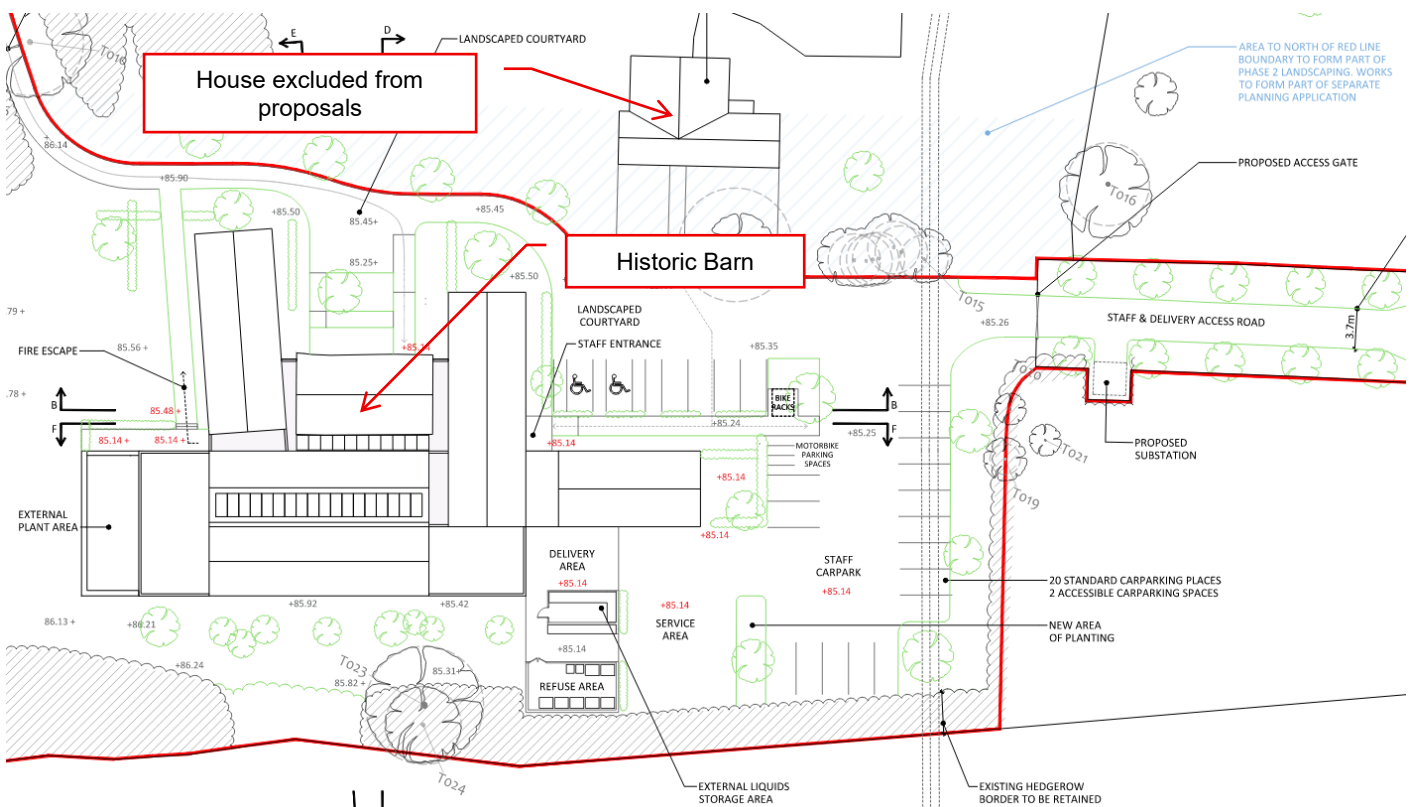 T016
E
D
LANDSCAPED COURTYARD
House excluded from
proposals
AREA TO NORTH OF RED LINE
BOUNDARY TO FORM PART OF
PHASE 2 LANDSCAPING. WORKS
TO FORM PART OF SEPARATE
PLANNING APPLICATION
+
86.14
+85.90
PROPOSED ACCESS GATE
T016
+85.50
85.45+
+85.45
Historic Barn
85.25+
+85.50
T015
LANDSCAPED
COURTYARD
79 +
+85.26
STAFF & DELIVERY ACCESS ROAD
3.7m
FIRE ESCAPE
85.56 +
+85.14
STAFF ENTRANCE
+85.35
T020
.78 +
B
F
85.48 +
BIKE
RACKS
B
F
+85.24
+85.25
85.14 +
85.14 +
+85.14
MOTORBIKE
PARKING
SPACES
T021
PROPOSED
SUBSTATION
+85.14
T019
EXTERNAL
PLANT AREA
+85.14
DELIVERY
AREA
+85.14
STAFF
CARPARK
+85.14
20 STANDARD CARPARKING PLACES
2 ACCESSIBLE CARPARKING SPACES
+85.92
+85.42
+85.14
SERVICE
AREA
86.13 +
+86.21
NEW AREA
OF PLANTING
+85.14
+86.24
T023
85.82 +
85.31+
REFUSE AREA
T024
EXTERNAL LIQUIDS
STORAGE AREA
EXISTING HEDGEROW
BORDER TO BE RETAINED